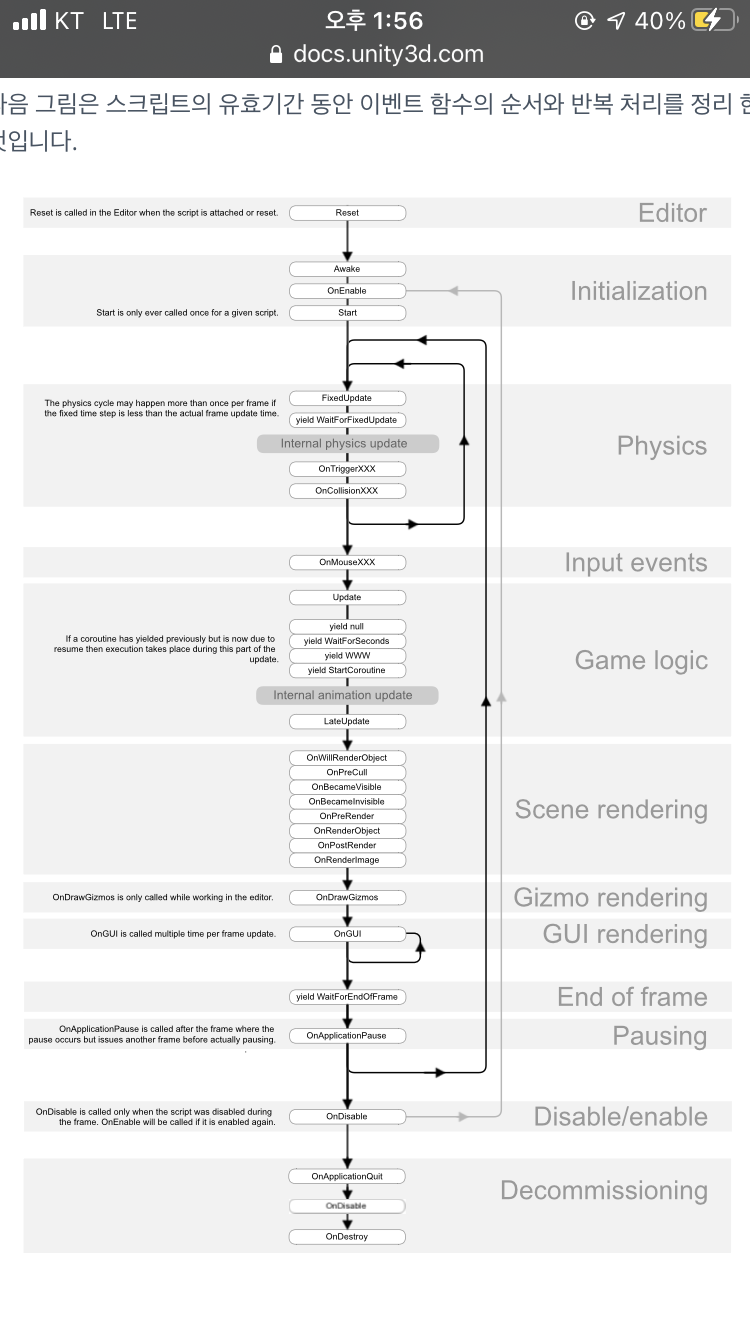 KT LTE 오후 1:56 40%
docs.unity3d.com
다음 그림은 스크립트의 유효기간 동안 이벤트 함수의 순서와 반복 처리를 정리 한
것입니다.
Reset is called in the Editor when the script is attached or reset.
Reset
Editor
Awake
OnEnable
Initialization
Start is only ever called once for a given script.
Start
The physics cycle may happen more than once per frame if
the fixed time step is less than the actual frame update time.
FixedUpdate
yield WaitForFixedUpdate
Internal physics update
Physics
OnTriggerXXX
OnCollisionXXX
OnMouseXXX
Input events
Update
yield null
If a coroutine has yielded previously but is now due to
resume then execution takes place during this part of the
update.
yield WaitForSeconds
yield WWW
yield StartCoroutine
Game logic
Internal animation update
LateUpdate
OnWillRenderObject
OnPreCull
OnBecameVisible
OnBecameInvisible
Scene rendering
OnPreRender
OnRenderObject
OnPostRender
OnRenderImage
OnDrawGizmos is only called while working in the editor.
OnDrawGizmos
Gizmo rendering
OnGUI is called multiple time per frame update.
OnGUI
GUI rendering
yield WaitForEndOfFrame
End of frame
OnApplicationPause is called after the frame where the
pause occurs but issues another frame before actually pausing.
OnApplicationPause
Pausing
OnDisable is called only when the script was disabled during
the frame. OnEnable will be called if it is enabled again.
OnDisable
Disable/enable
OnApplicationQuit
Decommissioning
OnDisable
OnDestroy